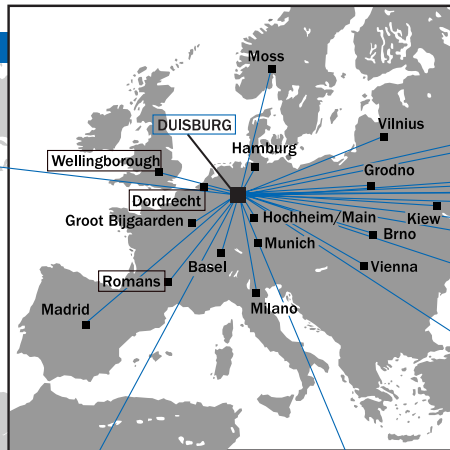 Moss
DUISBURG
Vilnius
Hamburg
Wellingborough
Grodno
Dordrecht
Groot Bijgaarden
Hochheim/Main
Kiew
Brno
Munich
Basel
Vienna
Romans
Madrid
Milano